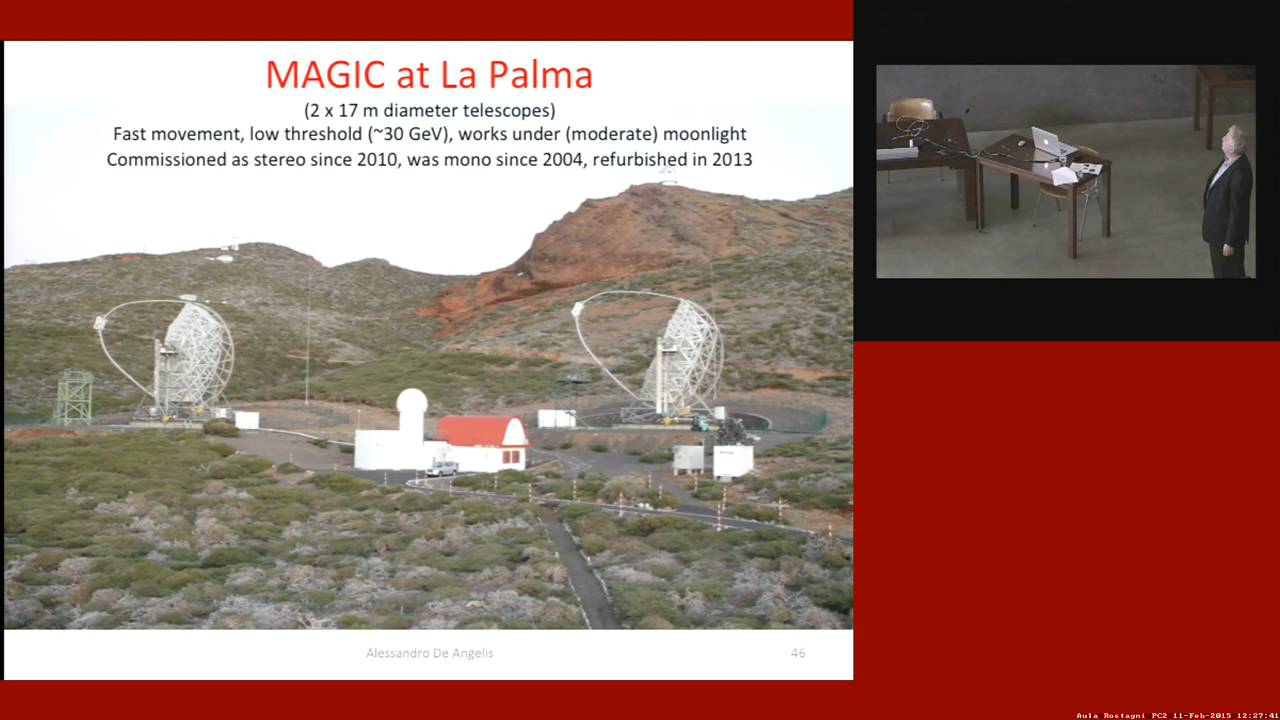 MAGIC at La Palma
(2 x 17 m diameter telescopes)
Fast movement, low threshold (~30 GeV), works under (moderate) moonlight
Commissioned as stereo since 2010, was mono since 2004, refurbished in 2013
Alessandro De Angelis
46
Aula Rostagni PC2 11-Feb-2015 12:27:41